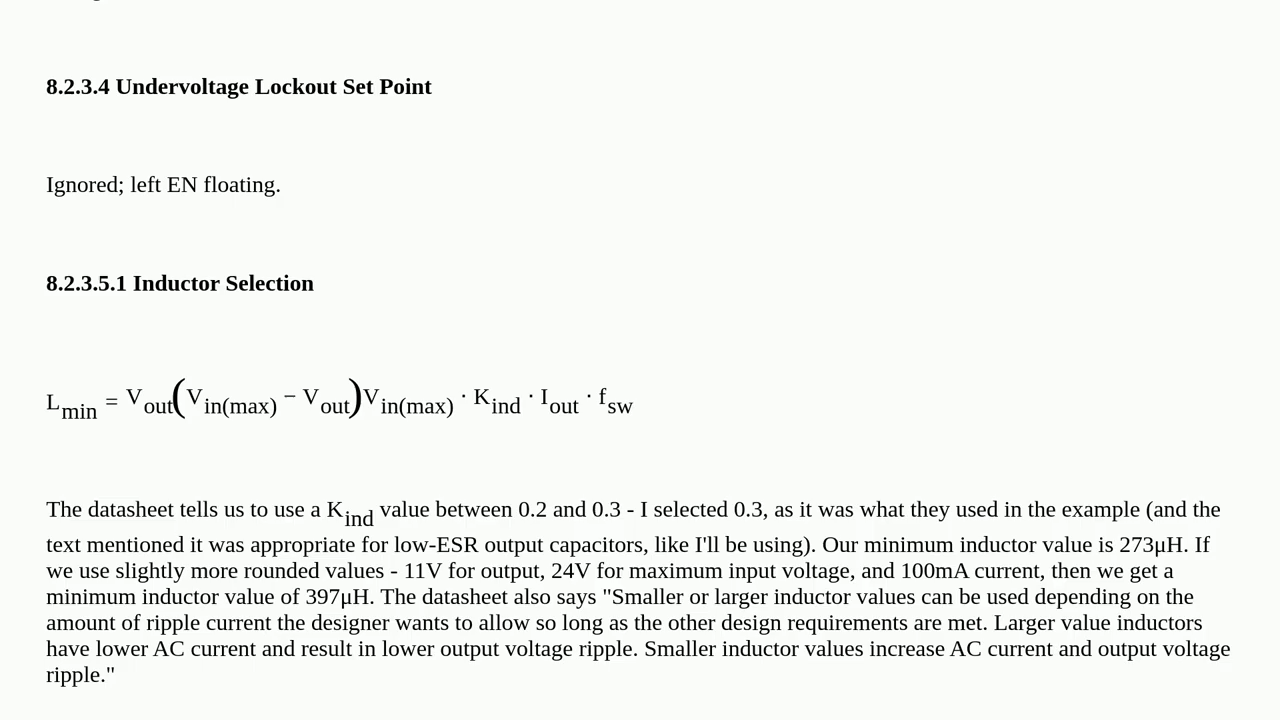 8.2.3.4 Undervoltage Lockout Set Point
Ignored; left EN floating.
8.2.3.5.1 Inductor Selection
Lmin = Vout(Vin(max) − Vout)Vin(max) · Kind · Iout · fsw
The datasheet tells us to use a Kind value between 0.2 and 0.3 - I selected 0.3, as it was what they used in the example (and the
text mentioned it was appropriate for low-ESR output capacitors, like I'll be using). Our minimum inductor value is 273μH. If
we use slightly more rounded values - 11V for output, 24V for maximum input voltage, and 100mA current, then we get a
minimum inductor value of 397μH. The datasheet also says "Smaller or larger inductor values can be used depending on the
amount of ripple current the designer wants to allow so long as the other design requirements are met. Larger value inductors
have lower AC current and result in lower output voltage ripple. Smaller inductor values increase AC current and output voltage
ripple."